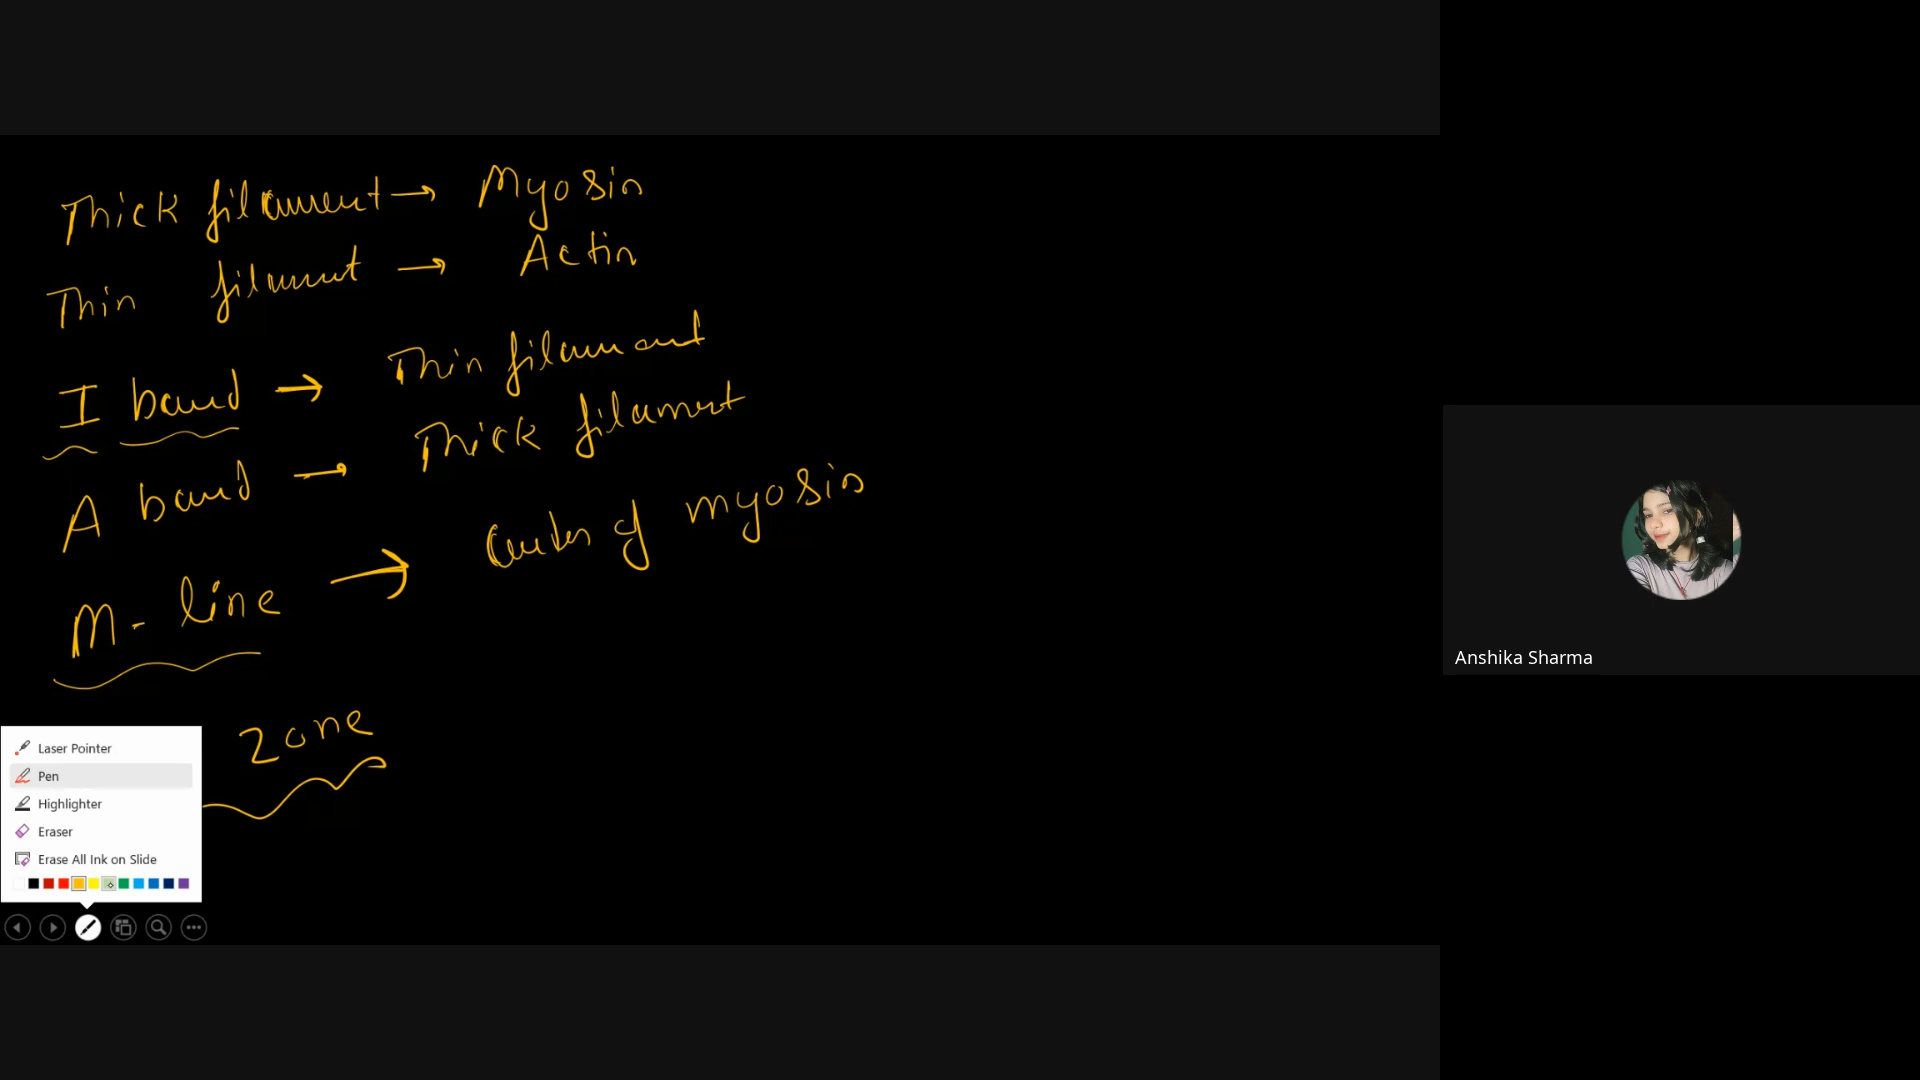 Thick filament → Myosin
Thin filament → Actin
I band → Thin filament
A band → Thick filament
M-line → Center of myosin
Zone
Laser Pointer
Pen
Highlighter
Eraser
Erase All Ink on Slide
Anshika Sharma